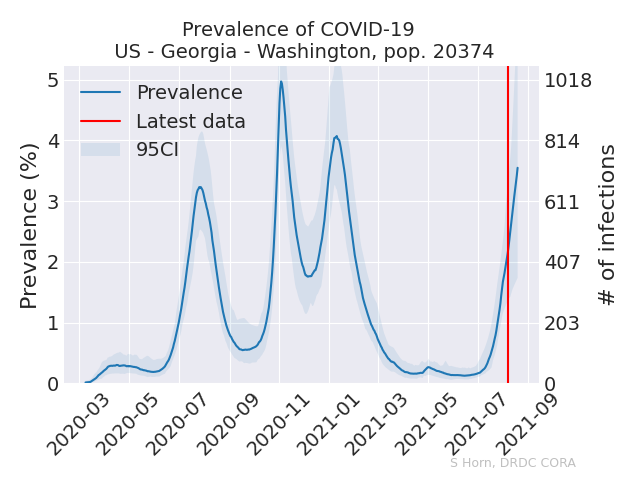 Prevalence of COVID-19
US - Georgia - Washington, pop. 20374
Prevalence
Latest data
95CI
Prevalence (%)
5
4
3
2
1
0
1018
814
611
407
203
0
# of infections
2020-03
2020-05
2020-07
2020-09
2020-11
2021-01
2021-03
2021-05
2021-07
2021-09
S Horn, DRDC CORA